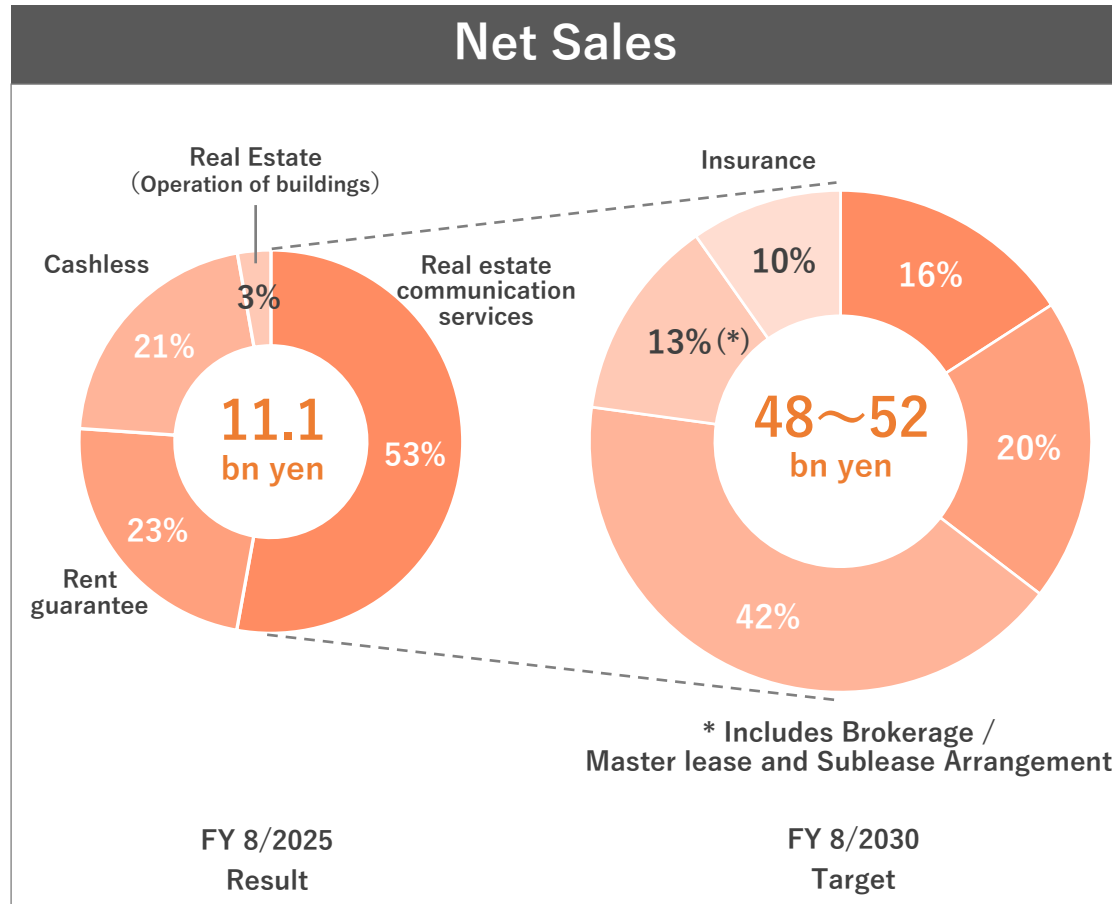 Net Sales
Real Estate
（Operation of buildings）
Cashless
3%
Real estate
communication
services
21%
11.1
bn yen
53%
23%
Rent
guarantee
Insurance
10%
16%
13%(*)
48～52
bn yen
20%
42%
* Includes Brokerage /
Master lease and Sublease Arrangement
FY 8/2025
Result
FY 8/2030
Target